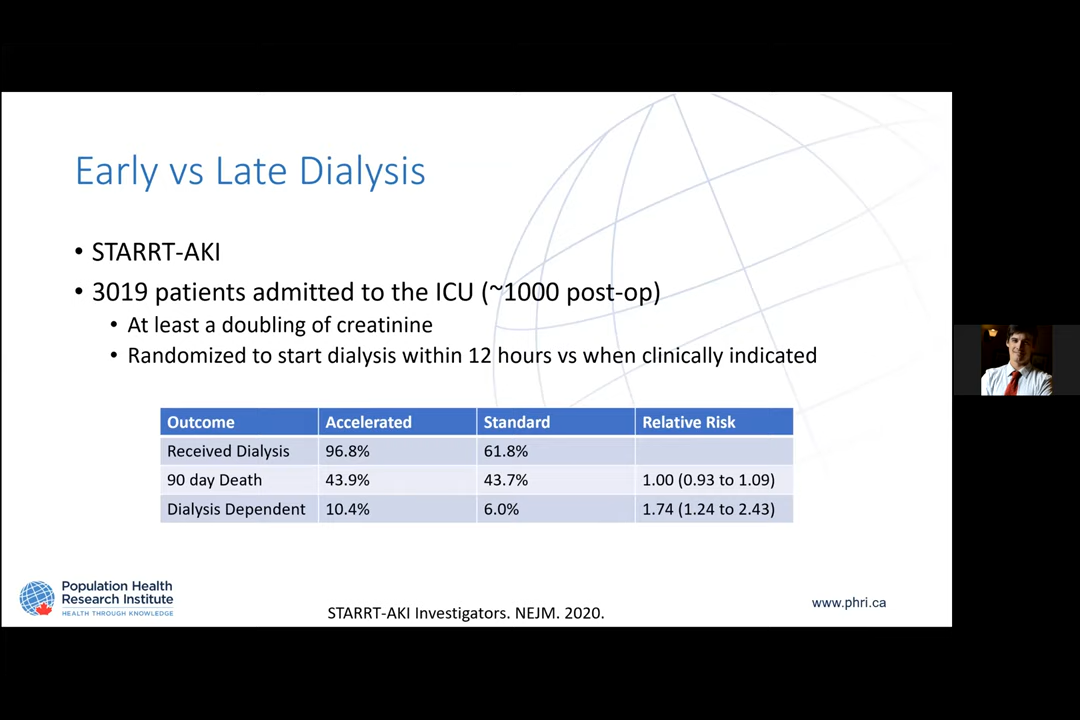 Early vs Late Dialysis
• STARRT-AKI
• 3019 patients admitted to the ICU (~1000 post-op)
• At least a doubling of creatinine
• Randomized to start dialysis within 12 hours vs when clinically indicated
Outcome Accelerated Standard Relative Risk
Received Dialysis 96.8% 61.8%
90 day Death 43.9% 43.7% 1.00 (0.93 to 1.09)
Dialysis Dependent 10.4% 6.0% 1.74 (1.24 to 2.43)
Population Health
Research Institute
HEALTH THROUGH KNOWLEDGE
www.phri.ca
STARRT-AKI Investigators. NEJM. 2020.